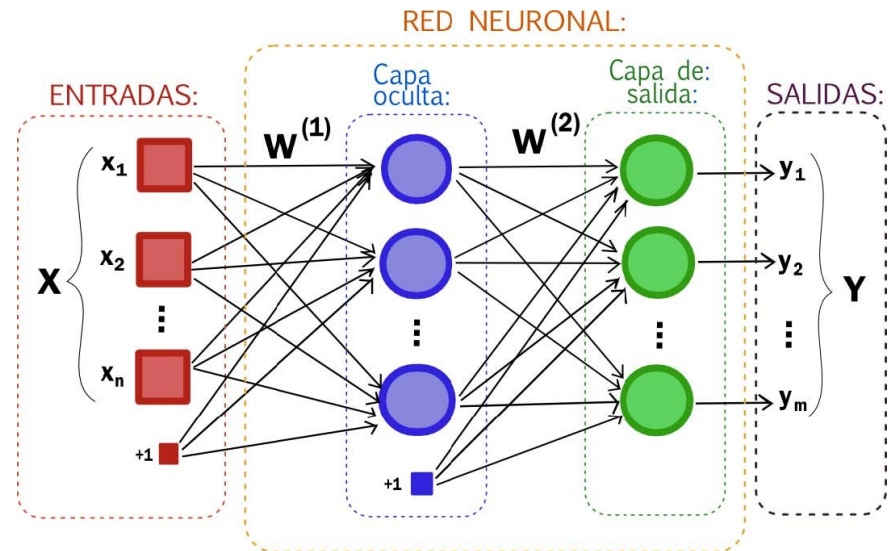 RED NEURONAL:
ENTRADAS:
Capa
oculta:
Capa de:
salida:
SALIDAS:
W(1)
W(2)
X
x1
x2
⋮
xn
+1
⋮
+1
⋮
y1
y2
⋮
ym
Y